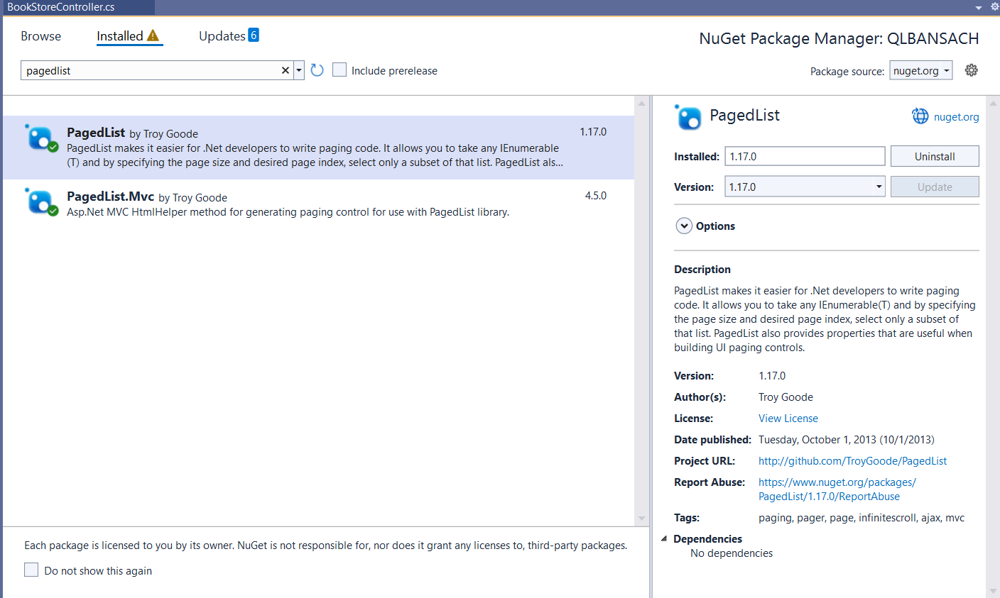 BookStoreController.cs
Browse
Installed
Updates 6
NuGet Package Manager: QLBANSACH
pagedlist
Include prerelease
Package source: nuget.org
PagedList by Troy Goode
1.17.0
PagedList makes it easier for .Net developers to write paging code. It allows you to take any IEnumerable
(T) and by specifying the page size and desired page index, select only a subset of that list. PagedList als...
PagedList.Mvc by Troy Goode
4.5.0
Asp.Net MVC HtmlHelper method for generating paging control for use with PagedList library.
Each package is licensed to you by its owner. NuGet is not responsible for, nor does it grant any licenses to, third-party packages.
Do not show this again
PagedList
nuget.org
Installed: 1.17.0
Uninstall
Version: 1.17.0
Update
Options
Description
PagedList makes it easier for .Net developers to write paging
code. It allows you to take any IEnumerable(T) and by specifying
the page size and desired page index, select only a subset of
that list. PagedList also provides properties that are useful when
building UI paging controls.
Version: 1.17.0
Author(s): Troy Goode
License: View License
Date published: Tuesday, October 1, 2013 (10/1/2013)
Project URL: http://github.com/TroyGoode/PagedList
Report Abuse: https://www.nuget.org/packages/
PagedList/1.17.0/ReportAbuse
Tags: paging, pager, page, infinitescroll, ajax, mvc
Dependencies
No dependencies